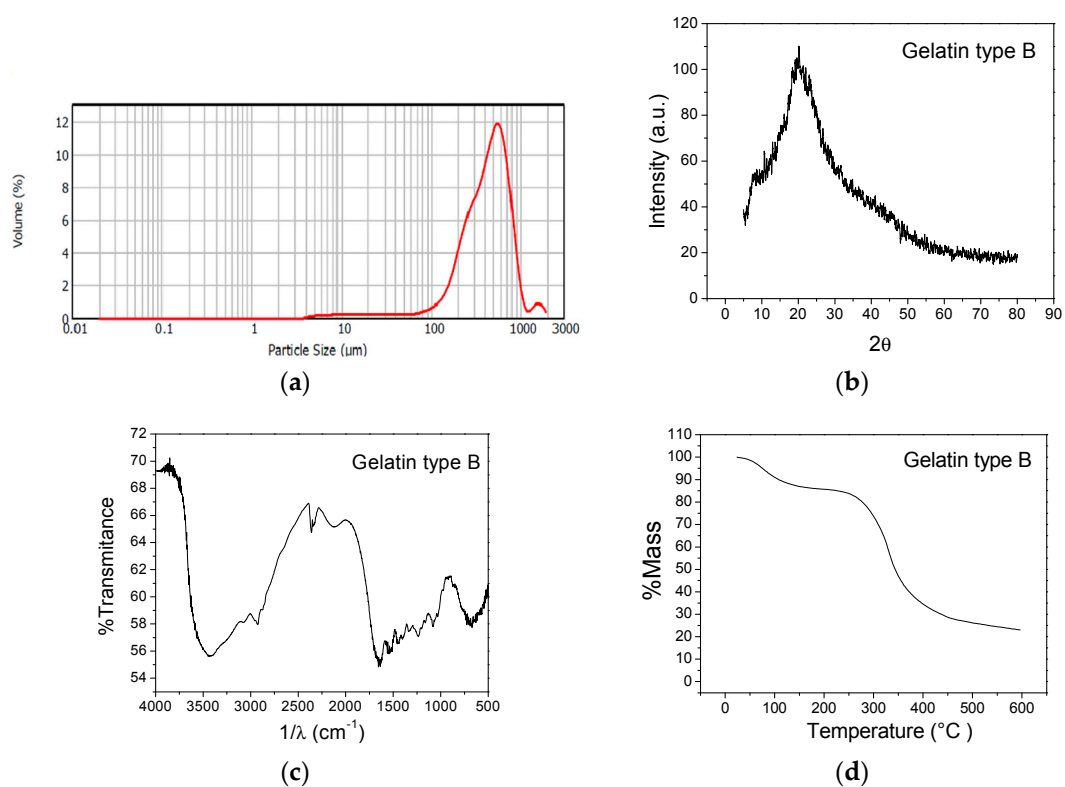 Volume (%)
12
10
8
6
4
2
0
0.01 0.1 1 10 100 1000 3000
Particle Size (µm)
(a)
Intensity (a.u.)
120
100
80
60
40
20
0
Gelatin type B
0 10 20 30 40 50 60 70 80 90
2θ
(b)
%Transmitance
72
70
68
66
64
62
60
58
56
54
Gelatin type B
4000 3500 3000 2500 2000 1500 1000 500
1/λ (cm⁻¹)
(c)
%Mass
110
100
90
80
70
60
50
40
30
20
10
0
Gelatin type B
0 100 200 300 400 500 600
Temperature (°C )
(d)